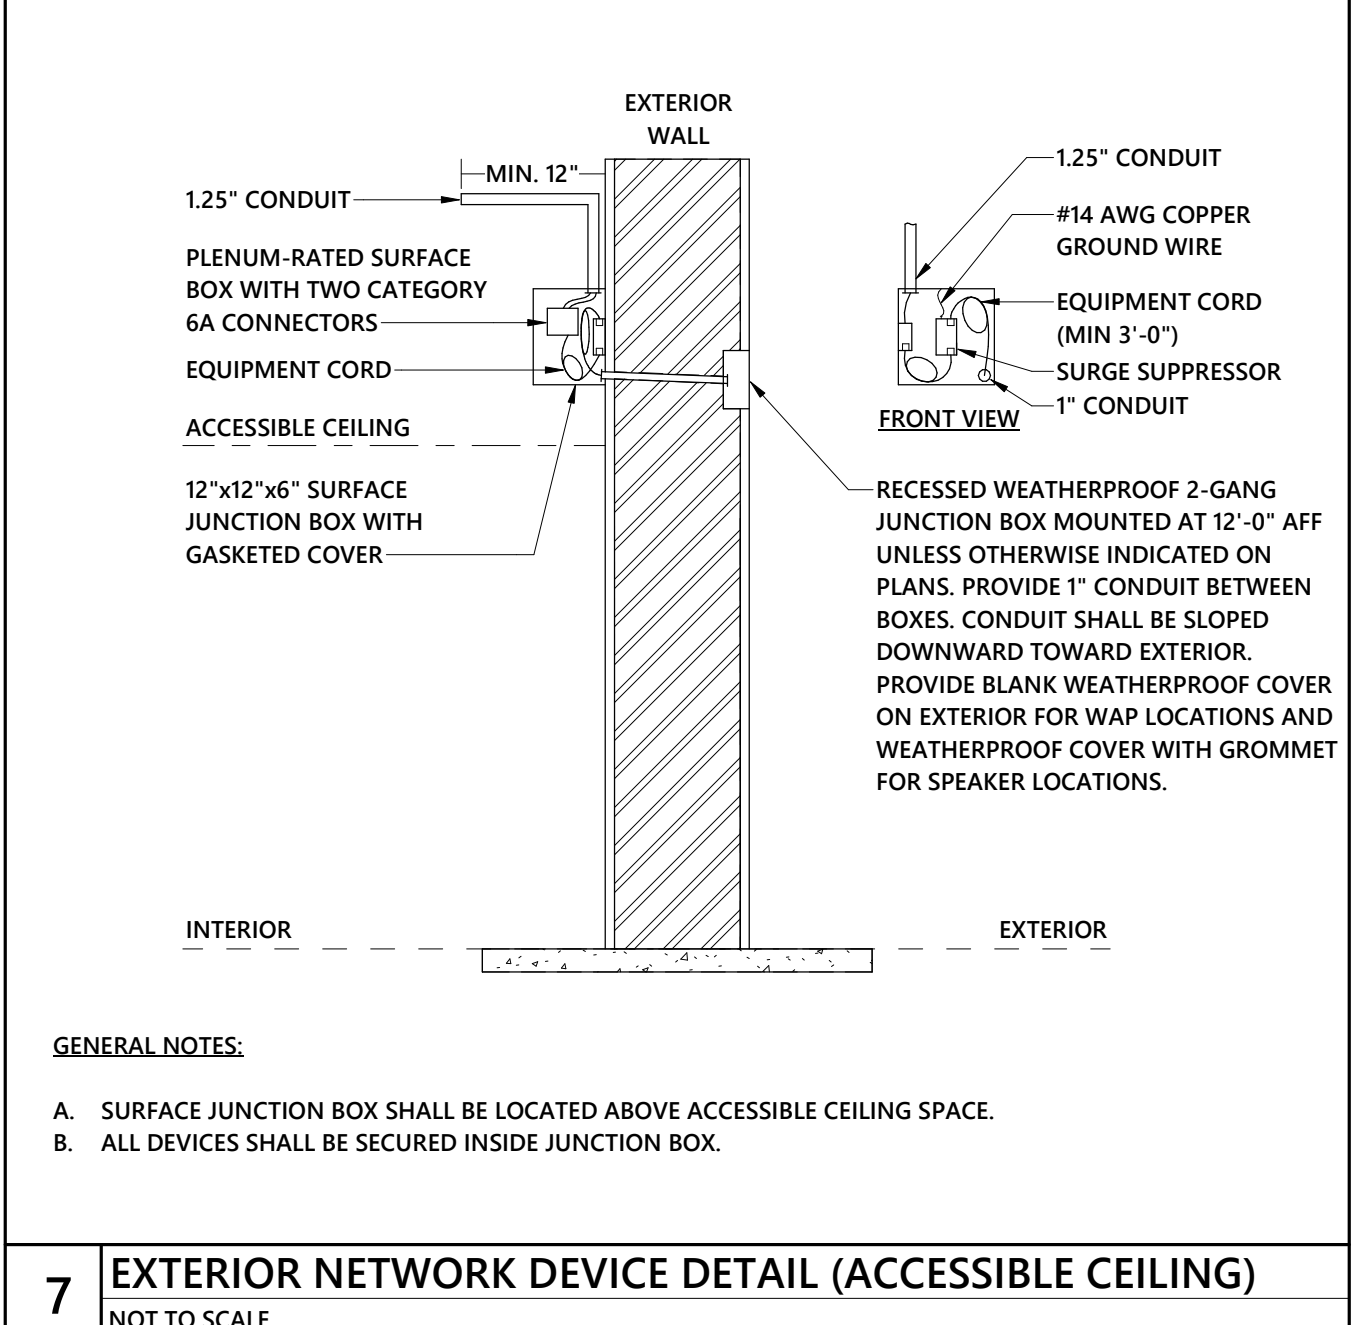 EXTERIOR
WALL
MIN. 12"
1.25" CONDUIT
PLENUM-RATED SURFACE
BOX WITH TWO CATEGORY
6A CONNECTORS
EQUIPMENT CORD
ACCESSIBLE CEILING
12"x12"x6" SURFACE
JUNCTION BOX WITH
GASKETED COVER
1.25" CONDUIT
#14 AWG COPPER
GROUND WIRE
EQUIPMENT CORD
(MIN 3'-0")
SURGE SUPPRESSOR
1" CONDUIT
FRONT VIEW
RECESSED WEATHERPROOF 2-GANG
JUNCTION BOX MOUNTED AT 12'-0" AFF
UNLESS OTHERWISE INDICATED ON
PLANS. PROVIDE 1" CONDUIT BETWEEN
BOXES. CONDUIT SHALL BE SLOPED
DOWNWARD TOWARD EXTERIOR.
PROVIDE BLANK WEATHERPROOF COVER
ON EXTERIOR FOR WAP LOCATIONS AND
WEATHERPROOF COVER WITH GROMMET
FOR SPEAKER LOCATIONS.
INTERIOR
EXTERIOR
GENERAL NOTES:
A. SURFACE JUNCTION BOX SHALL BE LOCATED ABOVE ACCESSIBLE CEILING SPACE.
B. ALL DEVICES SHALL BE SECURED INSIDE JUNCTION BOX.
7
EXTERIOR NETWORK DEVICE DETAIL (ACCESSIBLE CEILING)
NOT TO SCALE